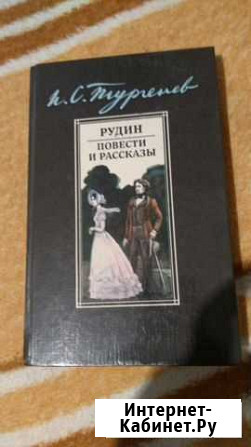 И.С.Тургенев
РУДИН
ПОВЕСТИ
И РАССКАЗЫ
Интернет-
Кабинет.Ру